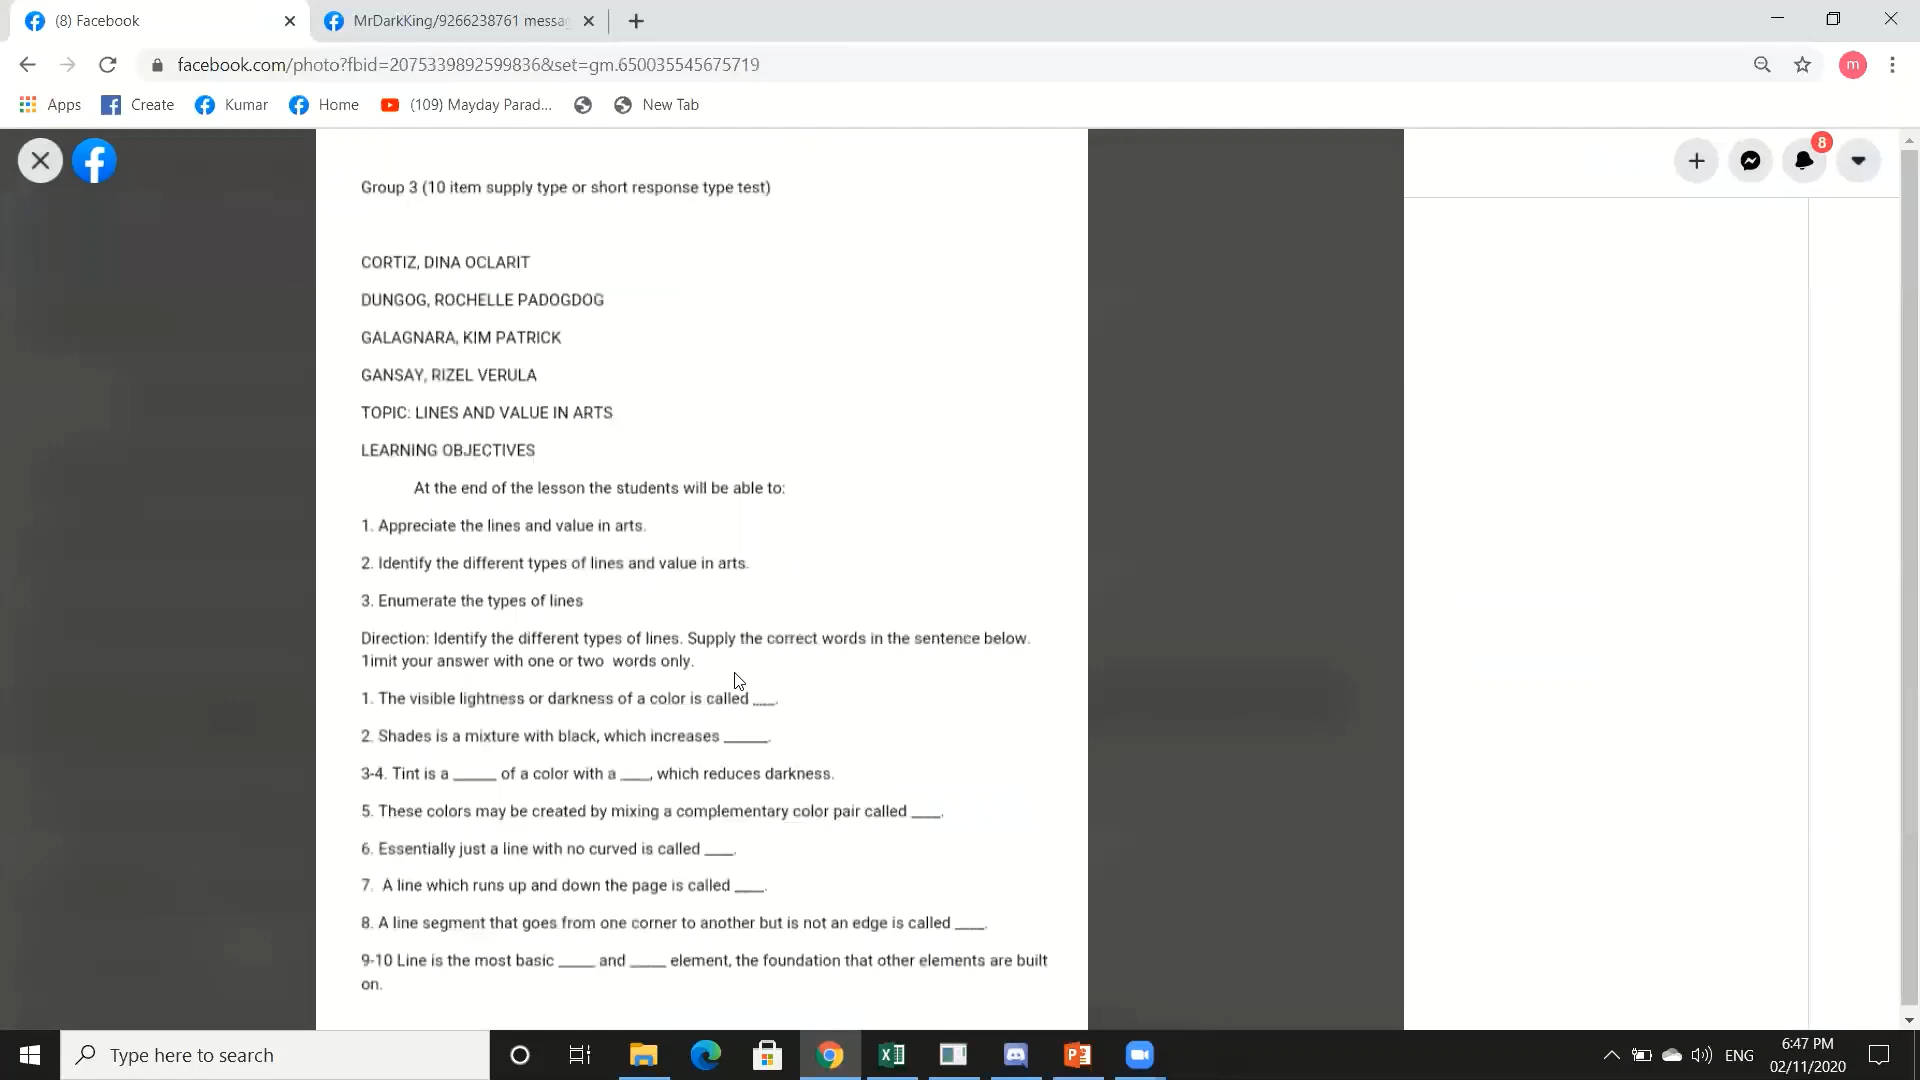 (8) Facebook
MrDarkKing/9266238761 messa
facebook.com/photo?fbid=2075339892599836&set=gm.650035545675719
m
Apps Create Kumar Home (109) Mayday Parad... New Tab
8
Group 3 (10 item supply type or short response type test)
CORTIZ, DINA OCLARIT
DUNGOG, ROCHELLE PADOGDOG
GALAGNARA, KIM PATRICK
GANSAY, RIZEL VERULA
TOPIC: LINES AND VALUE IN ARTS
LEARNING OBJECTIVES
At the end of the lesson the students will be able to:
1. Appreciate the lines and value in arts.
2. Identify the different types of lines and value in arts.
3. Enumerate the types of lines
Direction: Identify the different types of lines. Supply the correct words in the sentence below.
1imit your answer with one or two words only.
1. The visible lightness or darkness of a color is called ___.
2. Shades is a mixture with black, which increases ______.
3-4. Tint is a ______ of a color with a ____, which reduces darkness.
5. These colors may be created by mixing a complementary color pair called ____.
6. Essentially just a line with no curved is called ____.
7. A line which runs up and down the page is called ____.
8. A line segment that goes from one corner to another but is not an edge is called ____.
9-10 Line is the most basic _____ and _____ element, the foundation that other elements are built
on.
Type here to search
ENG
6:47 PM
02/11/2020